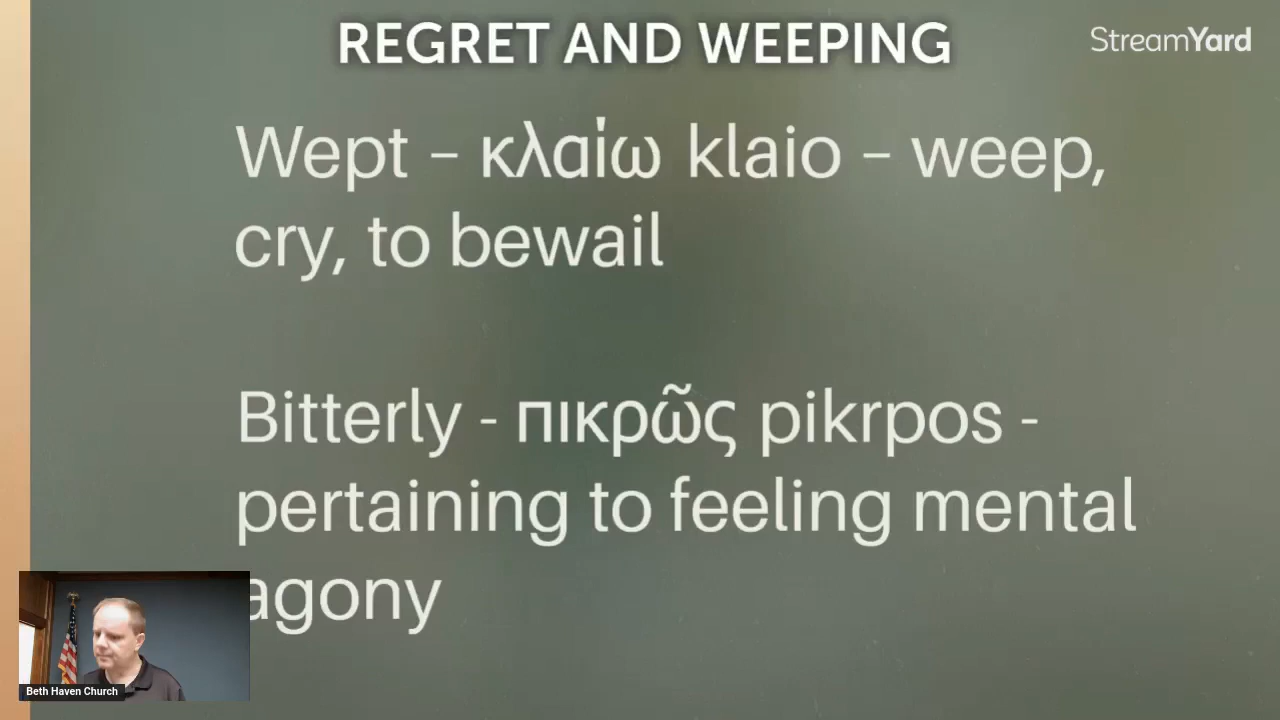 REGRET AND WEEPING
StreamYard
Wept – κλαίω klaio – weep,
cry, to bewail
Bitterly - πικρῶς pikrpos -
pertaining to feeling mental
agony
Beth Haven Church